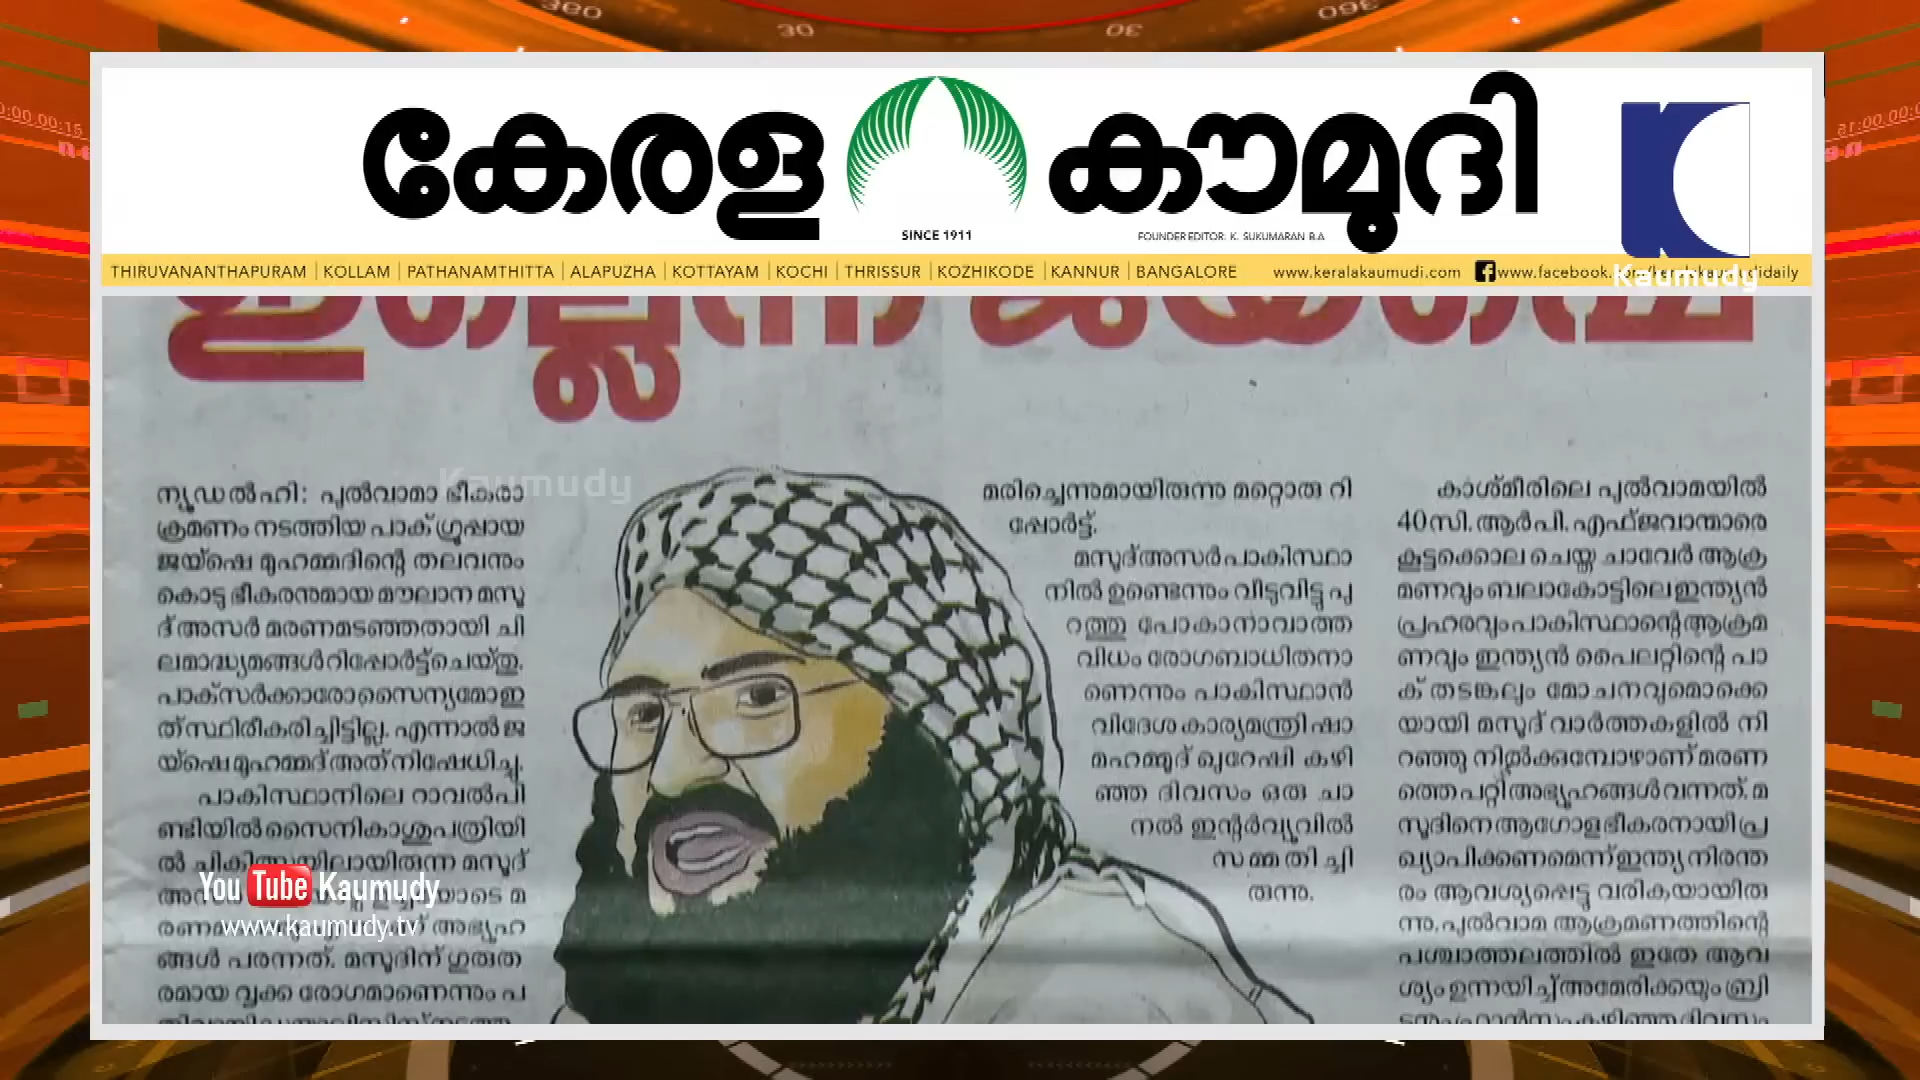 കേരള കൗമുദി
SINCE 1911
FOUNDER EDITOR: K. SUKUMARAN B.A
THIRUVANANTHAPURAM | KOLLAM | PATHANAMTHITTA | ALAPUZHA | KOTTAYAM | KOCHI | THRISSUR | KOZHIKODE | KANNUR | BANGALORE www.keralakaumudi.com www.facebook.
Kaumudy
Kaumudy
ന്യൂഡൽഹി: പുൽവാമാ ഭീകരാ
ക്രമണം നടത്തിയ പാക് ഗ്രൂപ്പായ
ജയ്ഷെ മുഹമ്മദിന്റെ തലവനും
കൊടു ഭീകരനുമായ മൗലാന മസൂ
ദ് അസർ മരണമടഞ്ഞതായി ചി
ല മാദ്ധ്യമങ്ങൾ റിപ്പോർട്ട് ചെയ്തു.
പാക് സർക്കാരോ സൈന്യമോ ഇ
ത് സ്ഥിരീകരിച്ചിട്ടില്ല. എന്നാൽ ജ
യ്ഷെ മുഹമ്മദ് അത് നിഷേധിച്ചു.
പാകിസ്ഥാനിലെ റാവൽപി
ണ്ടിയിൽ സൈനികാശുപത്രിയി
ൽ ചികിത്സയിലായിരുന്ന മസൂദ്
യോടെ മ
അഭ്യൂഹ
ങ്ങൾ പരന്നത്. മസൂദിന് ഗുരുത
രമായ വൃക്ക രോഗമാണെന്നും പ
മരിച്ചെന്നുമായിരുന്നു മറ്റൊരു റി
പ്പോർട്ട്.
മസൂദ് അസർ പാകിസ്ഥാ
നിൽ ഉണ്ടെന്നും വീടുവിട്ടു പു
റത്തു പോകാനാവാത്ത
വിധം രോഗബാധിതനാ
ണെന്നും പാകിസ്ഥാൻ
വിദേശകാര്യമന്ത്രി ഷാ
മഹമ്മൂദ് ഖുറേഷി കഴി
ഞ്ഞ ദിവസം ഒരു ചാ
നൽ ഇന്റർവ്യൂവിൽ
സമ്മതിച്ചി
രുന്നു.
കാശ്മീരിലെ പുൽവാമയിൽ
40 സി. ആർ. പി. എഫ് ജവാന്മാരെ
കൂട്ടക്കൊല ചെയ്ത ചാവേർ ആക്ര
മണവും ബലാകോട്ടിലെ ഇന്ത്യൻ
പ്രഹരവും പാകിസ്ഥാന്റെ ആക്രമ
ണവും ഇന്ത്യൻ പൈലറ്റിന്റെ പാ
ക് തടങ്കലും മോചനവുമൊക്കെ
യായി മസൂദ് വാർത്തകളിൽ നി
റഞ്ഞു നിൽക്കുമ്പോഴാണ് മരണ
ത്തെ പറ്റി അഭ്യൂഹങ്ങൾ വന്നത്. മ
സൂദിനെ ആഗോള ഭീകരനായി പ്ര
ഖ്യാപിക്കണമെന്ന് ഇന്ത്യ നിരന്ത
രം ആവശ്യപ്പെട്ടു വരികയായിരു
ന്നു. പുൽവാമ ആക്രമണത്തിന്റെ
പശ്ചാത്തലത്തിൽ ഇതേ ആവ
ശ്യം ഉന്നയിച്ച് അമേരിക്കയും ബ്രി
You Tube Kaumudy
www.kaumudy.tv